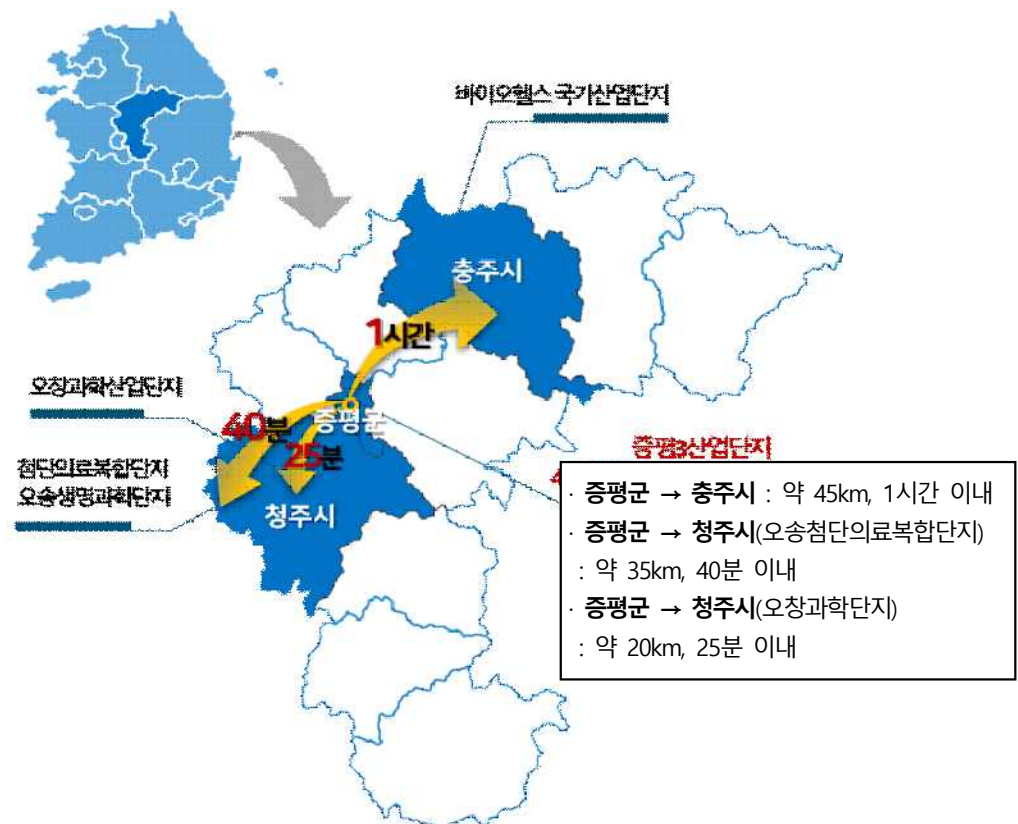 바이오헬스 국가산업단지
충주시
1시간
오창과학산업단지
증평군
40분
25분
첨단의료복합단지
오송생명과학단지
청주시
증평3산업단지
· 증평군 → 충주시 : 약 45km, 1시간 이내
· 증평군 → 청주시(오송첨단의료복합단지)
: 약 35km, 40분 이내
· 증평군 → 청주시(오창과학단지)
: 약 20km, 25분 이내